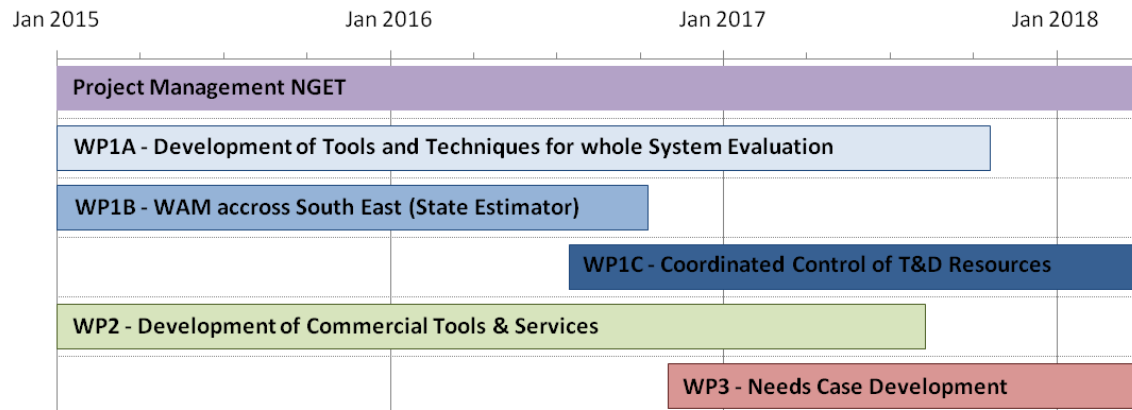 Jan 2015 Jan 2016 Jan 2017 Jan 2018
Project Management NGET
WP1A - Development of Tools and Techniques for whole System Evaluation
WP1B - WAM accross South East (State Estimator)
WP1C - Coordinated Control of T&D Resources
WP2 - Development of Commercial Tools & Services
WP3 - Needs Case Development